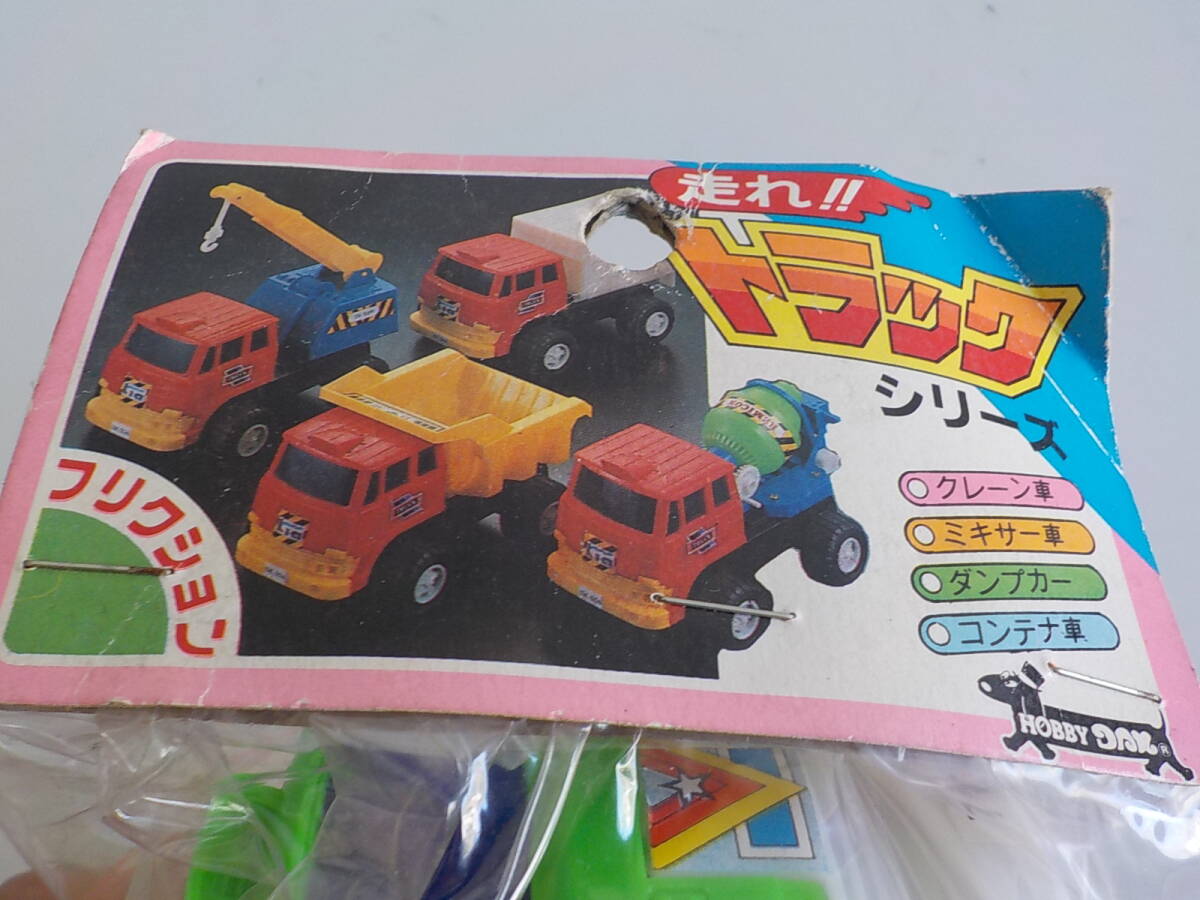 走れ!!
トラック
シリーズ
クレーン車
ミキサー車
ダンプカー
コンテナ車
フリクション
HOBBY